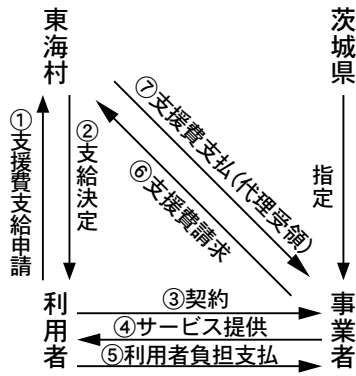 東海村
茨城県
①支援費支給申請
②支給決定
⑦支援費支払(代理受領)
⑥支援費請求
指定
利用者
③契約
④サービス提供
⑤利用者負担支払
事業者